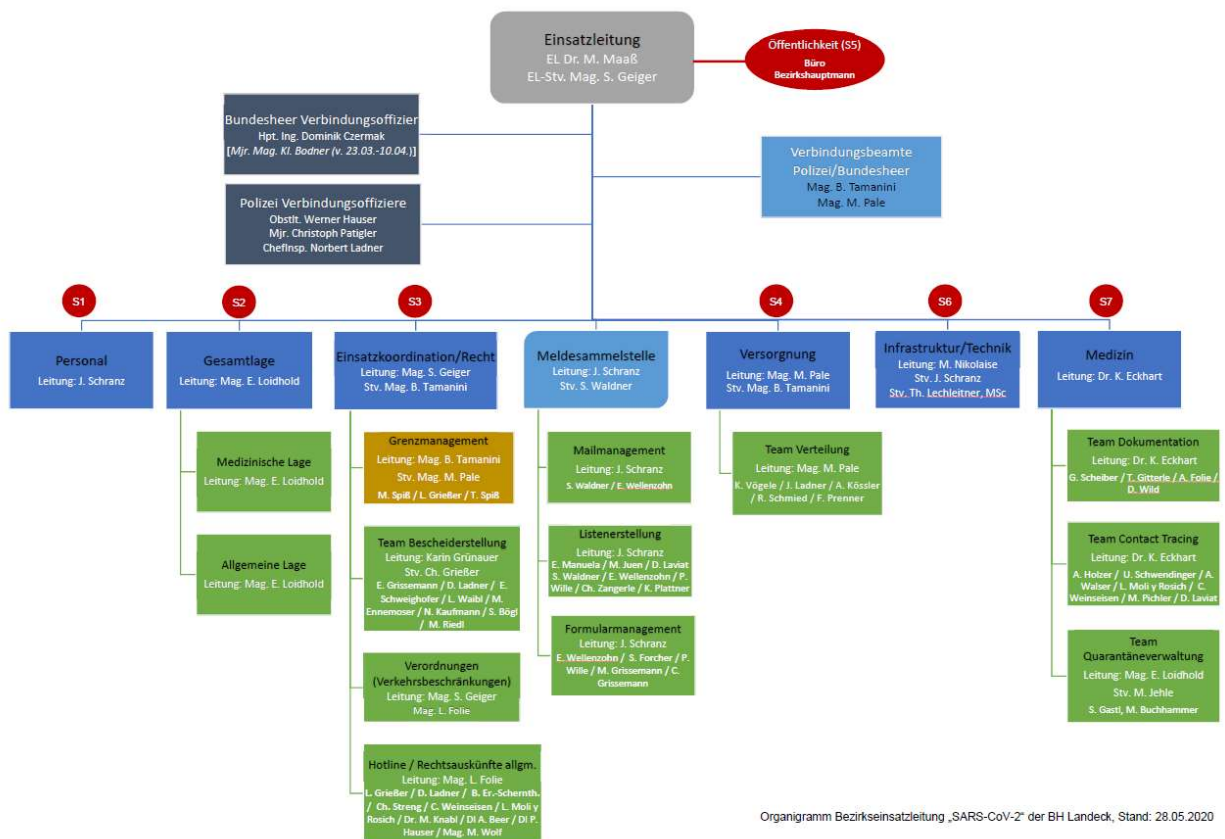 Einsatzleitung
EL Dr. M. Maaß
EL-Stv. Mag. S. Geiger
Öffentlichkeit (S5)
Büro
Bezirkshauptmann
Bundesheer Verbindungsoffizier
Hpt. Ing. Dominik Czermak
[Mjr. Mag. Kl. Bodner (v. 23.03.-10.04.)]
Verbindungsbeamte
Polizei/Bundesheer
Mag. B. Tamanini
Mag. M. Pale
Polizei Verbindungsoffiziere
Obstlt. Werner Hauser
Mjr. Christoph Patigler
ChefInsp. Norbert Ladner
S1
Personal
Leitung: J. Schranz
S2
Gesamtlage
Leitung: Mag. E. Loidhold
Medizinische Lage
Leitung: Mag. E. Loidhold
Allgemeine Lage
Leitung: Mag. E. Loidhold
S3
Einsatzkoordination/Recht
Leitung: Mag. S. Geiger
Stv. Mag. B. Tamanini
Grenzmanagement
Leitung: Mag. B. Tamanini
Stv. Mag. M. Pale
M. Spiß / L. Grießer / T. Spiß
Team Bescheiderstellung
Leitung: Karin Grünauer
Stv. Ch. Grießer
E. Grissemann / D. Ladner / E.
Schweighofer / L. Waibl / M.
Ennemoser / N. Kaufmann / S. Bögl
/ M. Riedl
Verordnungen
(Verkehrsbeschränkungen)
Leitung: Mag. S. Geiger
Mag. L. Folie
Hotline / Rechtsauskünfte allgm.
Leitung: Mag. L. Folie
L. Grießer / D. Ladner / B. Er.-Schernth.
/ Ch. Streng / C. Weinseisen / L. Moli y
Rosich / Dr. M. Knabl / DI A. Beer / DI P.
Hauser / Mag. M. Wolf
Meldesammelstelle
Leitung: J. Schranz
Stv. S. Waldner
Mailmanagement
Leitung: J. Schranz
S. Waldner / E. Wellenzohn
Listenerstellung
Leitung: J. Schranz
E. Manuela / M. Juen / D. Laviat
S. Waldner / E. Wellenzohn / P.
Wille / Ch. Zangerle / K. Plattner
Formularmanagement
Leitung: J. Schranz
E. Wellenzohn / S. Forcher / P.
Wille / M. Grissemann / C.
Grissemann
S4
Versorgnung
Leitung: Mag. M. Pale
Stv. Mag. B. Tamanini
Team Verteilung
Leitung: Mag. M. Pale
K. Vögele / J. Ladner / A. Kössler
/ R. Schmied / F. Prenner
S6
Infrastruktur/Technik
Leitung: M. Nikolaise
Stv. J. Schranz
Stv. Th. Lechleitner, MSc
S7
Medizin
Leitung: Dr. K. Eckhart
Team Dokumentation
Leitung: Dr. K. Eckhart
G. Scheiber / T. Gitterle / A. Folie /
D. Wild
Team Contact Tracing
Leitung: Dr. K. Eckhart
A. Holzer / U. Schwendinger / A.
Walser / L. Moli y Rosich / C.
Weinseisen / M. Pichler / D. Laviat
Team
Quarantäneverwaltung
Leitung: Mag. E. Loidhold
Stv. M. Jehle
S. Gastl, M. Buchhammer
Organigramm Bezirkseinsatzleitung „SARS-CoV-2" der BH Landeck, Stand: 28.05.2020